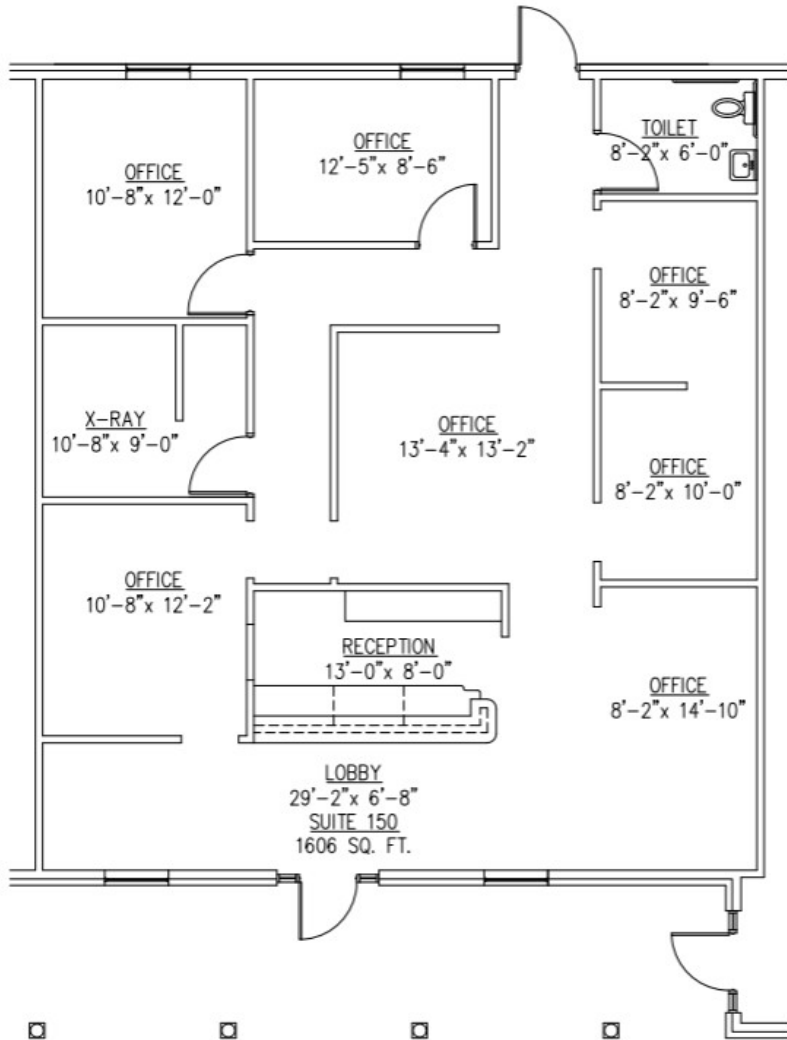 OFFICE
10'-8"x 12'-0"
OFFICE
12'-5"x 8'-6"
TOILET
8'-2"x 6'-0"
OFFICE
8'-2"x 9'-6"
X-RAY
10'-8"x 9'-0"
OFFICE
13'-4"x 13'-2"
OFFICE
8'-2"x 10'-0"
OFFICE
10'-8"x 12'-2"
RECEPTION
13'-0"x 8'-0"
OFFICE
8'-2"x 14'-10"
LOBBY
29'-2"x 6'-8"
SUITE 150
1606 SQ. FT.